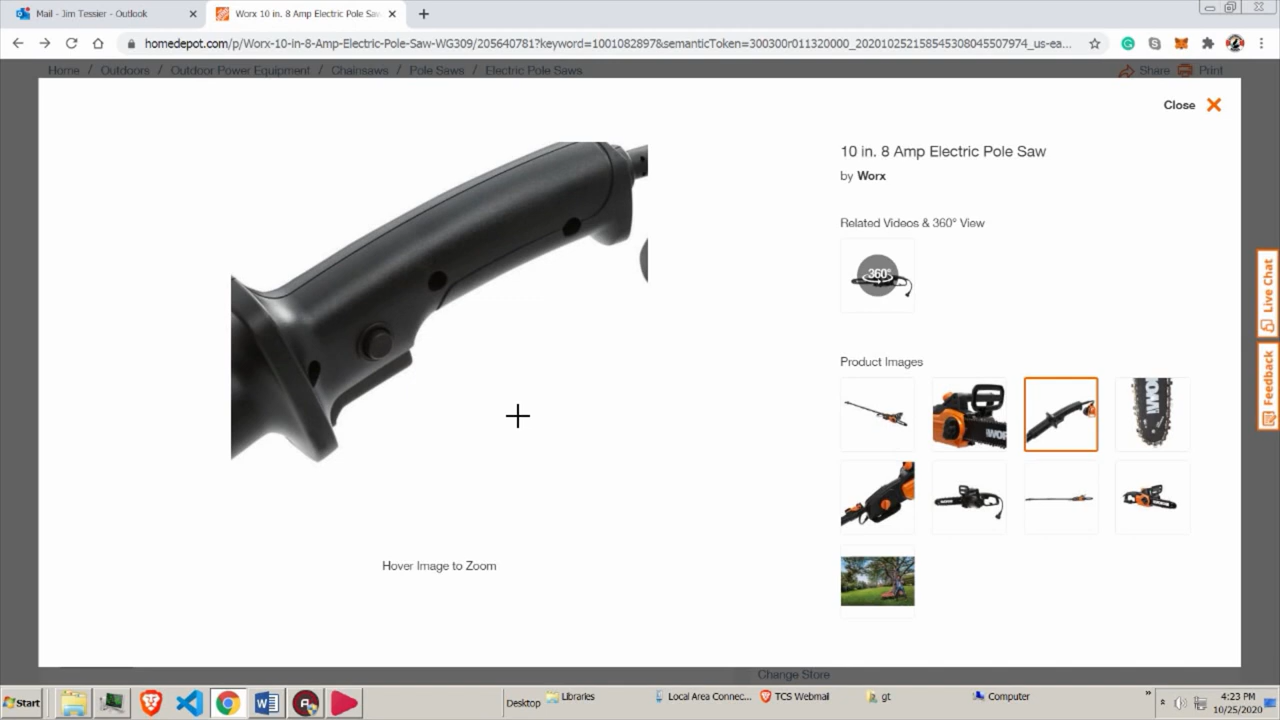 Mail - Jim Tessier - Outlook
Worx 10 in. 8 Amp Electric Pole Saw
homedepot.com/p/Worx-10-in-8-Amp-Electric-Pole-Saw-WG309/205640781?keyword=1001082897&semanticToken=300300r011320000_202010252158545308045507974_us-ea...
Home / Outdoors / Outdoor Power Equipment / Chainsaws / Pole Saws / Electric Pole Saws
Share Print
Close
10 in. 8 Amp Electric Pole Saw
by Worx
Related Videos & 360° View
360°
Live Chat
Feedback
Product Images
WOR
WO
Hover Image to Zoom
Change Store
Start
Desktop
Libraries
Local Area Connec...
TCS Webmail
gt
Computer
4:23 PM
10/25/2020